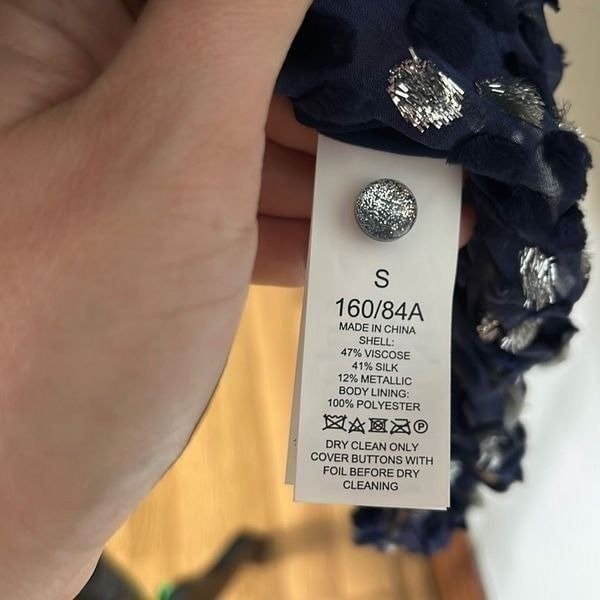 S
160/84A
MADE IN CHINA
SHELL:
47% VISCOSE
41% SILK
12% METALLIC
BODY LINING:
100% POLYESTER
P
DRY CLEAN ONLY
COVER BUTTONS WITH
FOIL BEFORE DRY
CLEANING